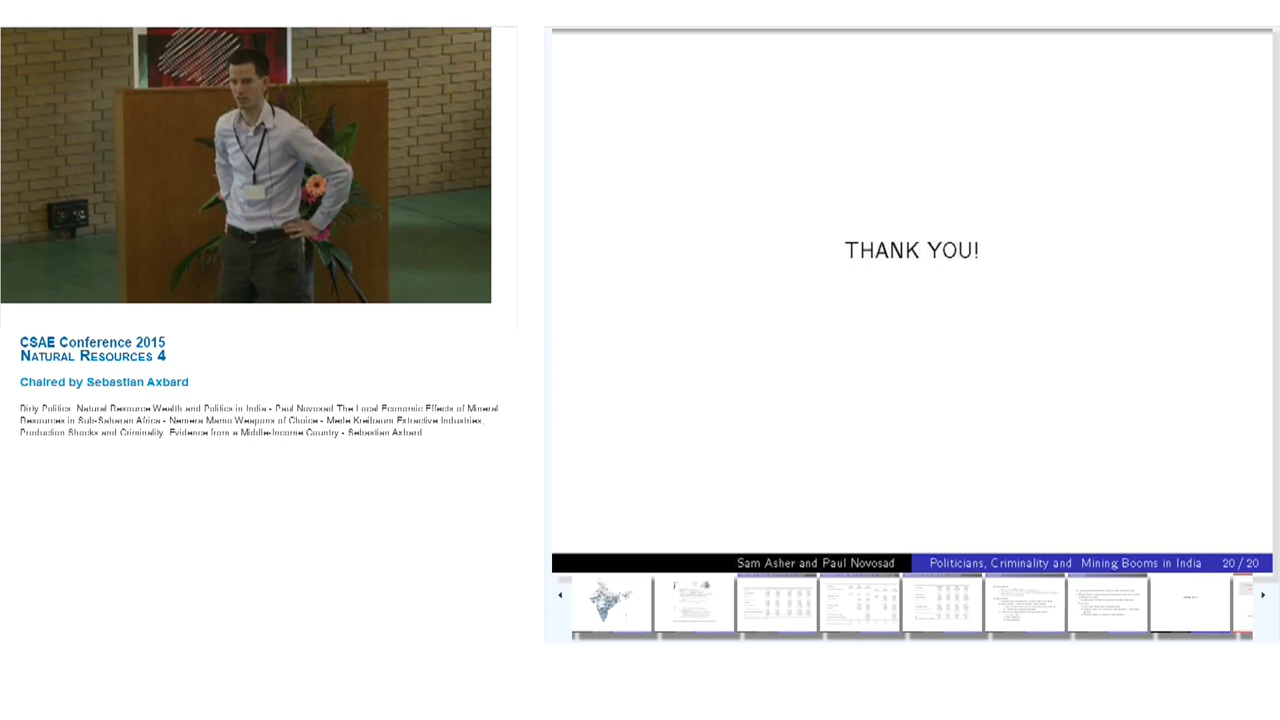 CSAE Conference 2015
NATURAL RESOURCES 4
Chaired by Sebastian Axbard
Dirty Politics Natural Resource Wealth and Politics in India - Paul Novosad The Local Economic Effects of Mineral
Resources in Sub-Saharan Africa - Nemera Mamo Weapons of Choice - Merle Kreibaum Extractive Industries,
Production Shocks and Criminality Evidence from a Middle-Income Country - Sebastian Axbard
THANK YOU!
Sam Asher and Paul Novosad Politicians, Criminality and Mining Booms in India 20 / 20